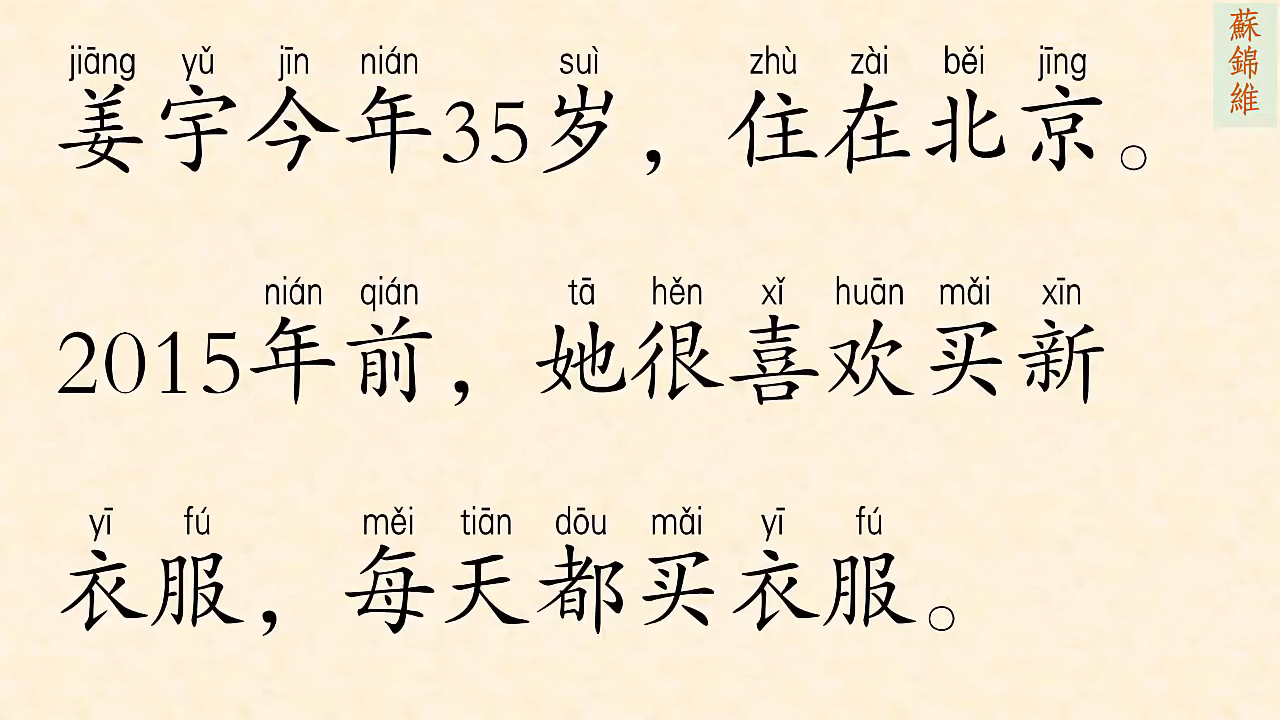 jiāng yǔ jīn nián suì zhù zài běi jīng
姜宇今年35岁，住在北京。
nián qián tā hěn xǐ huān mǎi xīn
2015年前，她很喜欢买新
yī fú měi tiān dōu mǎi yī fú
衣服，每天都买衣服。
蘇錦維